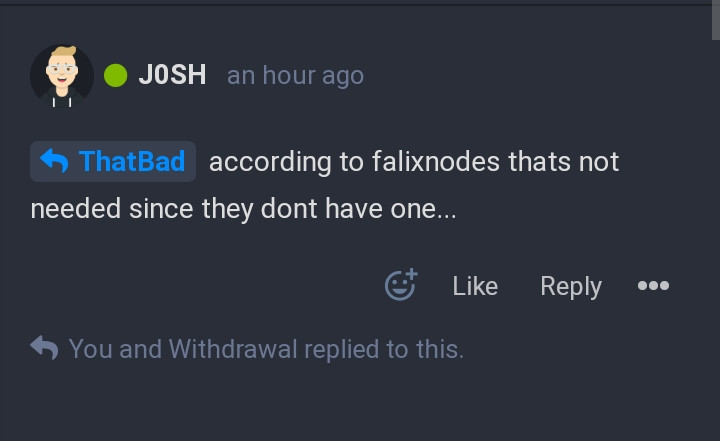 J0SH an hour ago
ThatBad according to falixnodes thats not
needed since they dont have one...
Like Reply
You and Withdrawal replied to this.